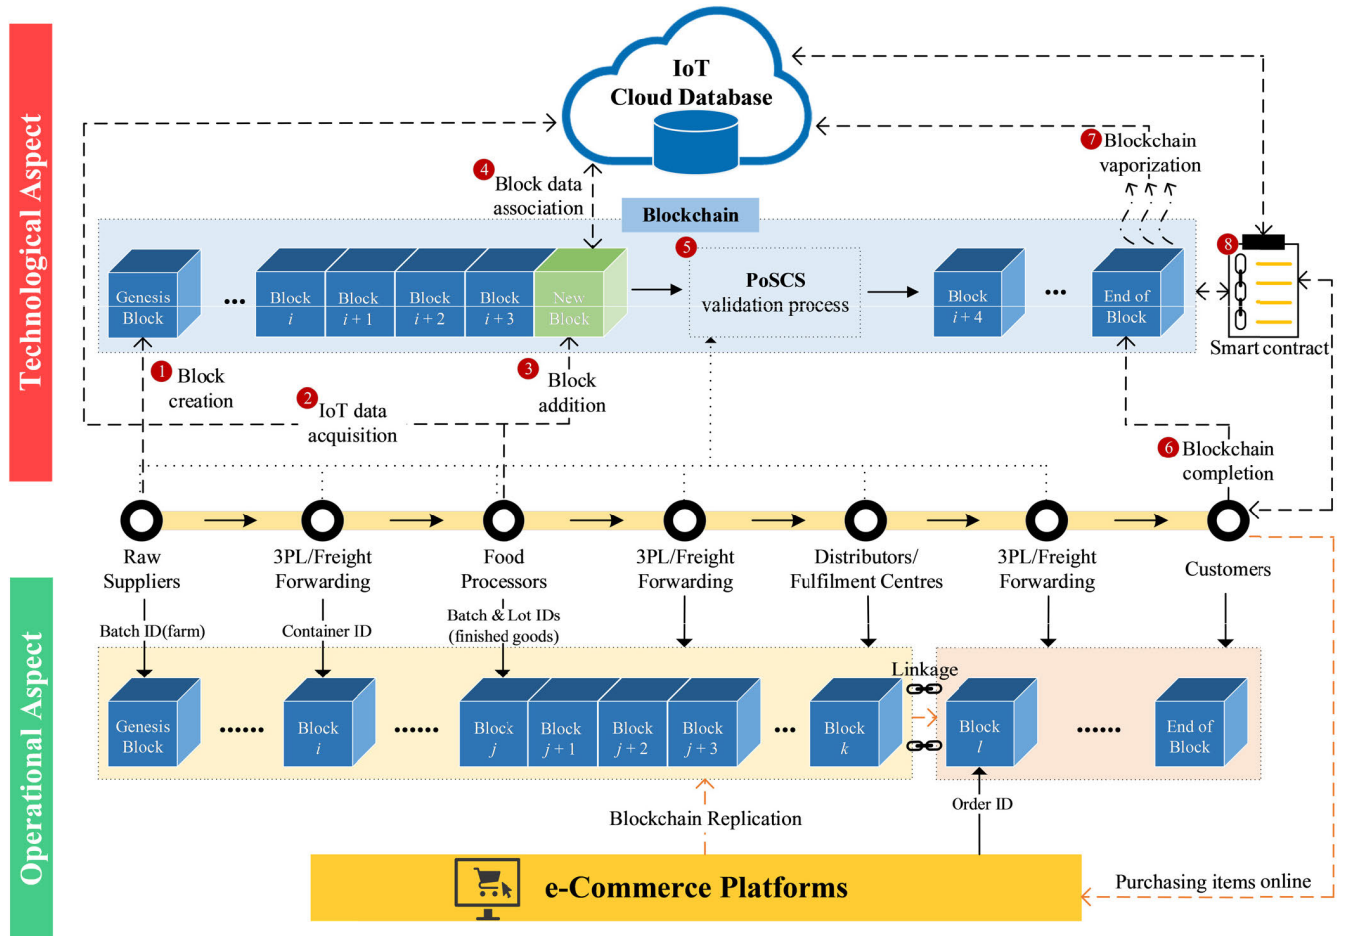 Technological Aspect
IoT
Cloud Database
7 Blockchain
vaporization
4 Block data
association
Blockchain
Genesis
Block
...
Block
i
Block
i + 1
Block
i + 2
Block
i + 3
New
Block
5
PoSCS
validation process
Block
i + 4
...
End of
Block
8
Smart contract
1 Block
creation
2 IoT data
acquisition
3 Block
addition
6 Blockchain
completion
Raw
Suppliers
3PL/Freight
Forwarding
Food
Processors
3PL/Freight
Forwarding
Distributors/
Fulfilment Centres
3PL/Freight
Forwarding
Customers
Operational Aspect
Batch ID(farm)
Container ID
Batch & Lot IDs
(finished goods)
Linkage
Genesis
Block
......
Block
i
......
Block
j
Block
j + 1
Block
j + 2
Block
j + 3
...
Block
k
Block
l
......
End of
Block
Blockchain Replication
Order ID
e-Commerce Platforms
Purchasing items online